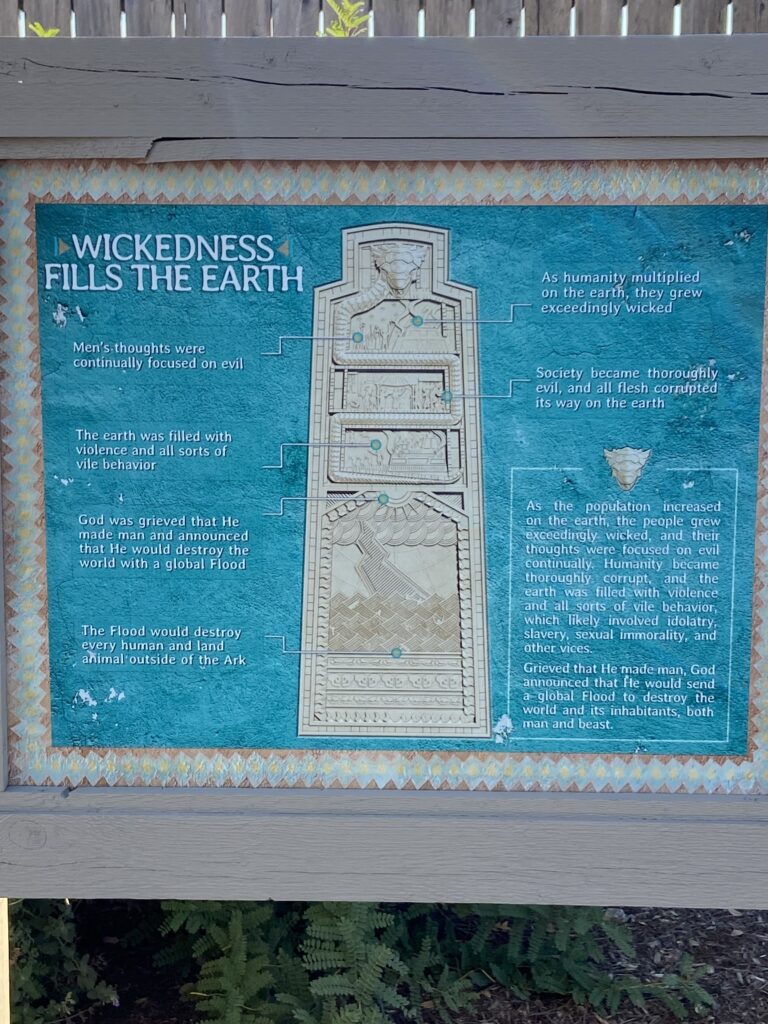 WICKEDNESS
FILLS THE EARTH
Men's thoughts were
continually focused on evil
The earth was filled with
violence and all sorts of
vile behavior
God was grieved that He
made man and announced
that He would destroy the
world with a global Flood
The Flood would destroy
every human and land
animal outside of the Ark
As humanity multiplied
on the earth, they grew
exceedingly wicked
Society became thoroughly
evil, and all flesh corrupted
its way on the earth
As the population increased
on the earth, the people grew
exceedingly wicked, and their
thoughts were focused on evil
continually. Humanity became
thoroughly corrupt, and the
earth was filled with violence
and all sorts of vile behavior,
which likely involved idolatry,
slavery, sexual immorality, and
other vices.
Grieved that He made man, God
announced that He would send
a global Flood to destroy the
world and its inhabitants, both
man and beast.